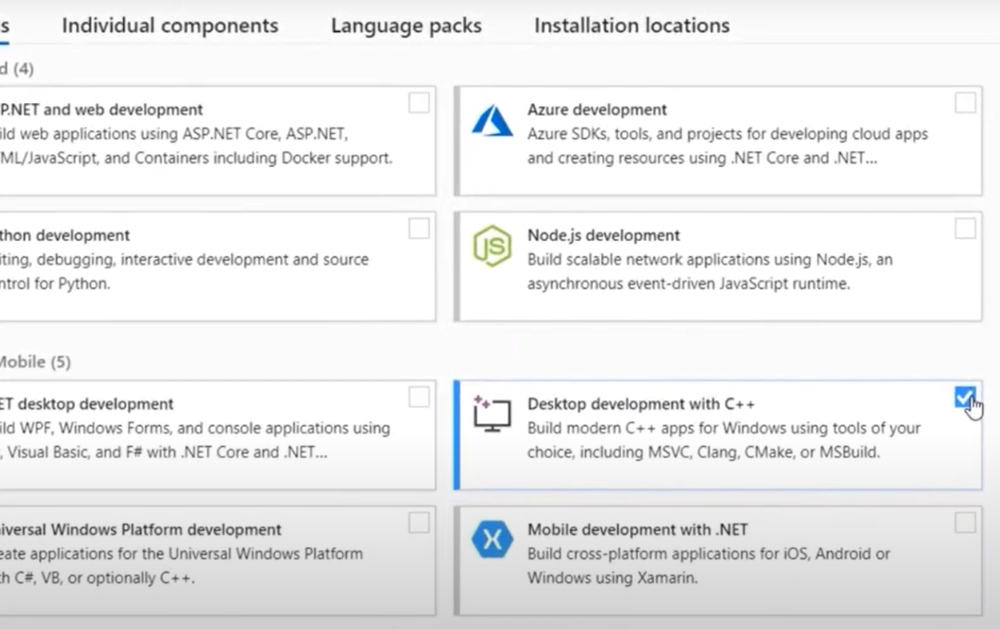 s Individual components Language packs Installation locations
d (4)
P.NET and web development
ild web applications using ASP.NET Core, ASP.NET,
ML/JavaScript, and Containers including Docker support.
Azure development
Azure SDKs, tools, and projects for developing cloud apps
and creating resources using .NET Core and .NET...
thon development
iting, debugging, interactive development and source
ntrol for Python.
JS
Node.js development
Build scalable network applications using Node.js, an
asynchronous event-driven JavaScript runtime.
Mobile (5)
ET desktop development
ild WPF, Windows Forms, and console applications using
, Visual Basic, and F# with .NET Core and .NET...
Desktop development with C++
Build modern C++ apps for Windows using tools of your
choice, including MSVC, Clang, CMake, or MSBuild.
iversal Windows Platform development
eate applications for the Universal Windows Platform
th C#, VB, or optionally C++.
Mobile development with .NET
Build cross-platform applications for iOS, Android or
Windows using Xamarin.